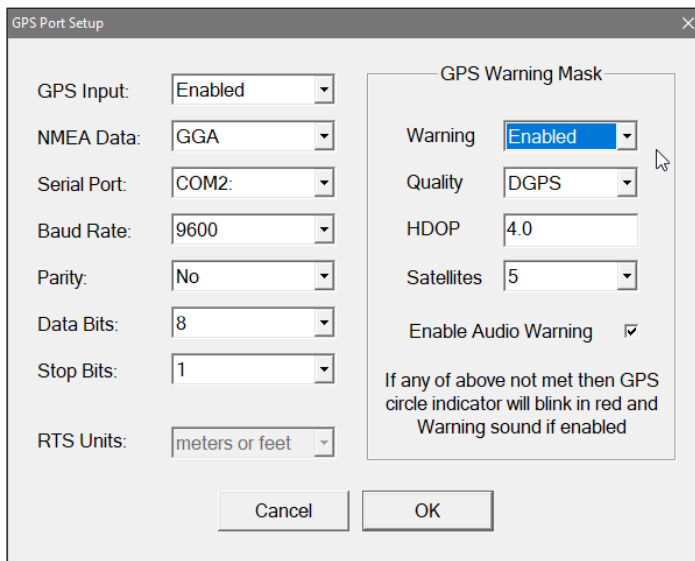 GPS Port Setup
GPS Input: Enabled
NMEA Data: GGA
Serial Port: COM2:
Baud Rate: 9600
Parity: No
Data Bits: 8
Stop Bits: 1
RTS Units: meters or feet
GPS Warning Mask
Warning Enabled
Quality DGPS
HDOP 4.0
Satellites 5
Enable Audio Warning
If any of above not met then GPS
circle indicator will blink in red and
Warning sound if enabled
Cancel OK